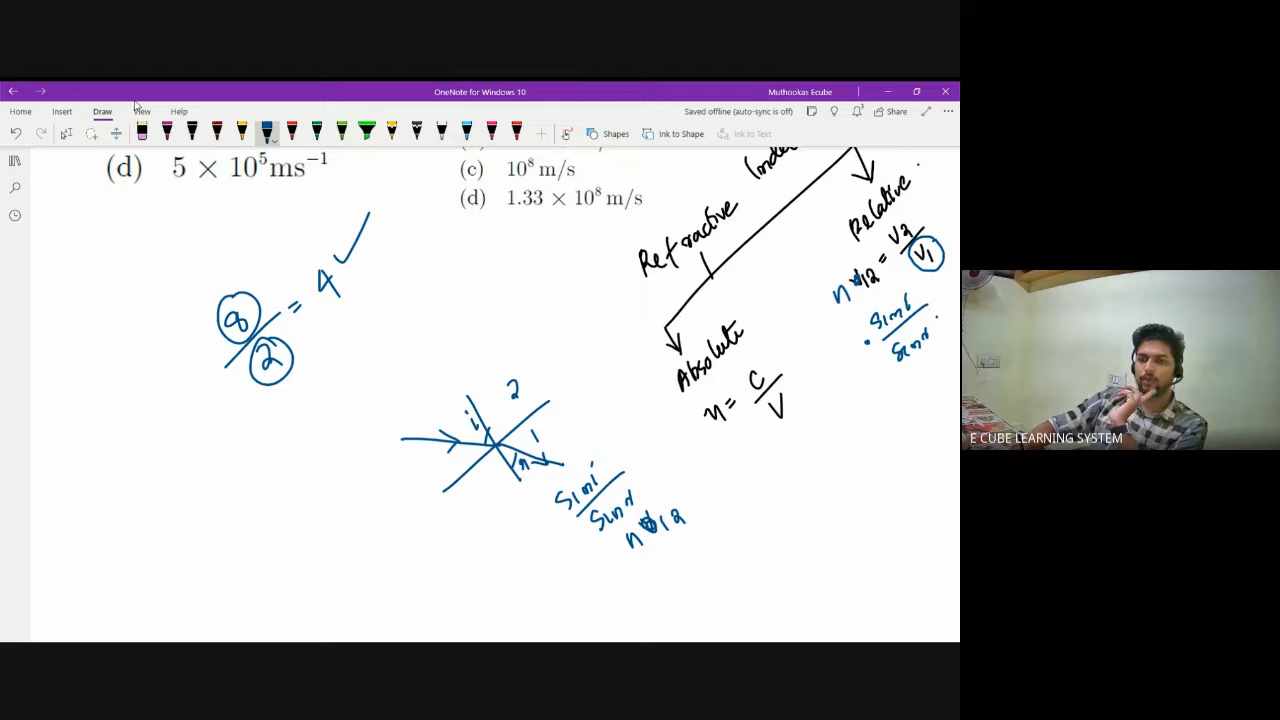 OneNote for Windows 10
Muthookas Ecube
Home Insert Draw View Help
Saved offline (auto-sync is off)
Share
Shapes
Ink to Shape
Ink to Text
(d) 5 × 10⁵ms⁻¹
(c) 10⁸ m/s
(d) 1.33 × 10⁸ m/s
Refractive
Relative
n12 = V2/V1
sin i/sin r
Absolute
n = C/V
8/2 = 4
2
i
1
r
sin i/sin r
n12
E CUBE LEARNING SYSTEM